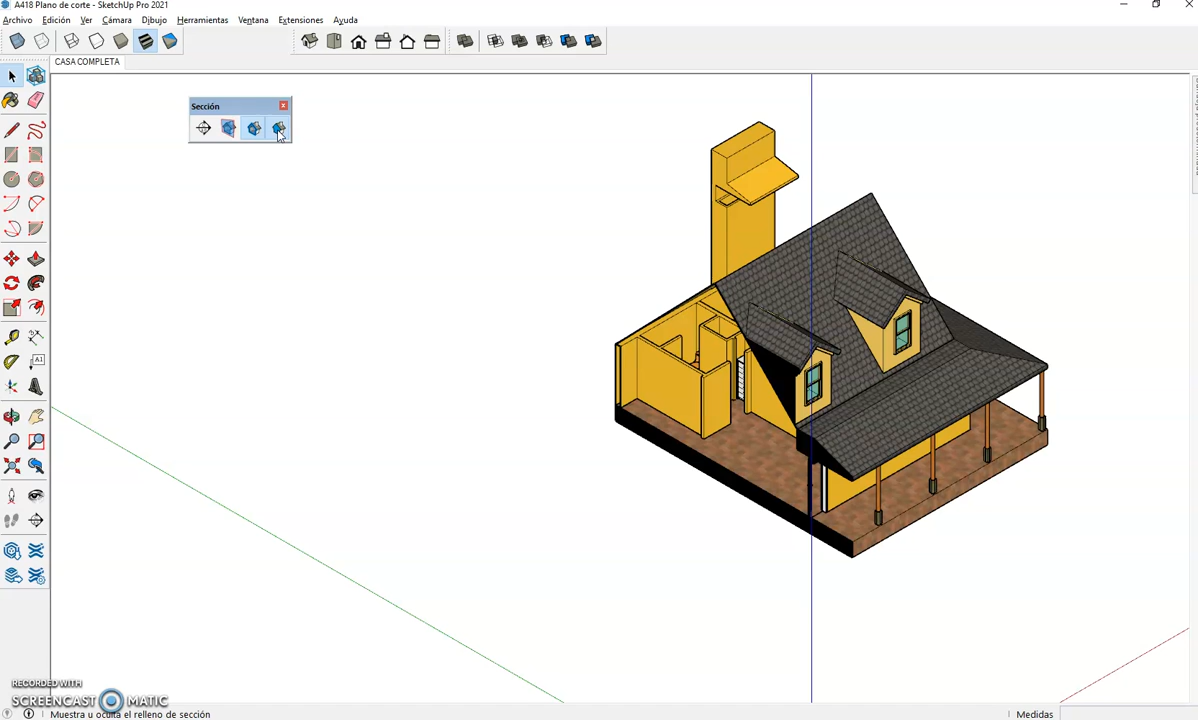 A418 Plano de corte - SketchUp Pro 2021
Archivo Edición Ver Cámara Dibujo Herramientas Ventana Extensiones Ayuda
CASA COMPLETA
Sección
A1
RECORDED WITH
SCREENCAST MATIC
Muestra u oculta el relleno de sección
Medidas